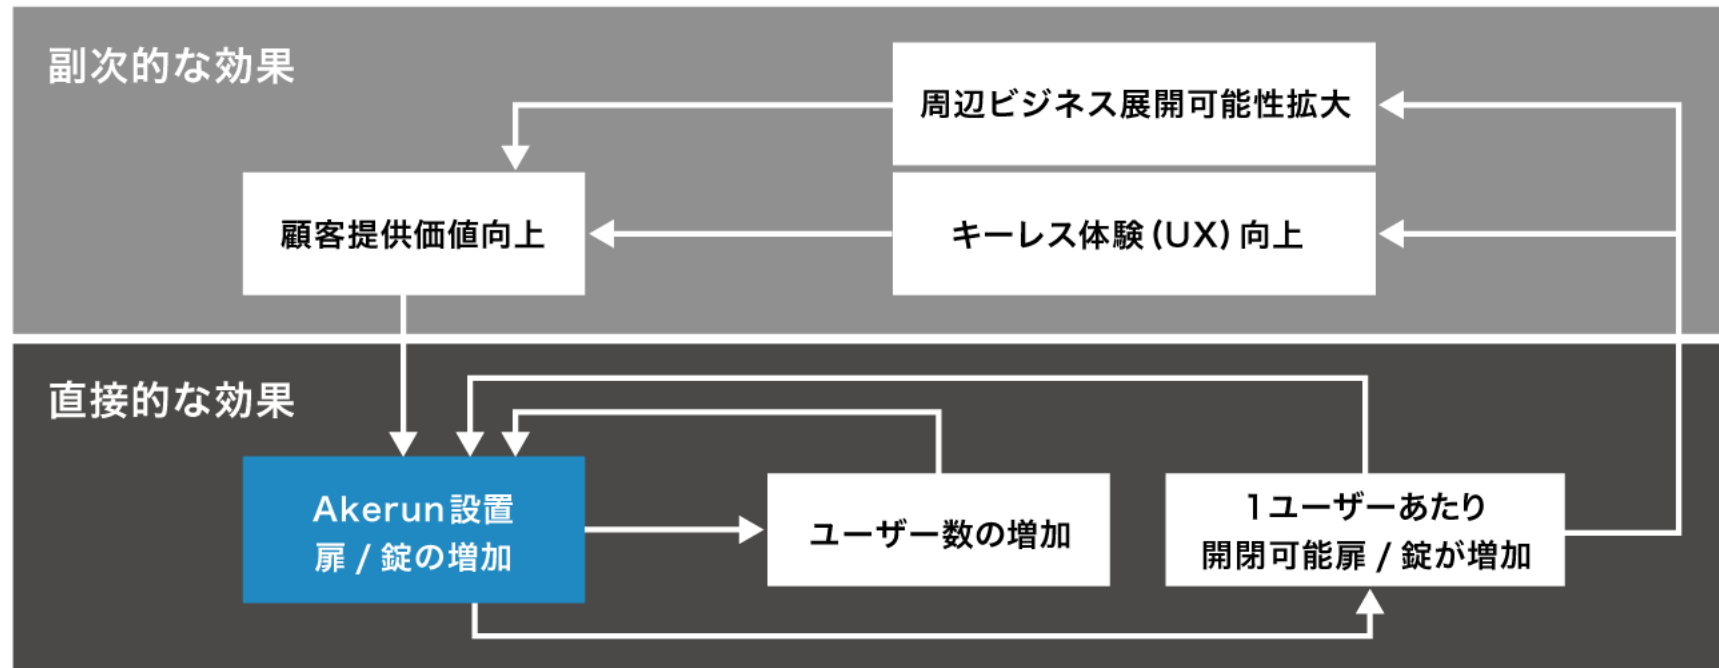 副次的な効果
周辺ビジネス展開可能性拡大
顧客提供価値向上
キーレス体験(UX)向上
直接的な効果
Akerun設置
扉 / 錠の増加
ユーザー数の増加
1ユーザーあたり
開閉可能扉 / 錠が増加